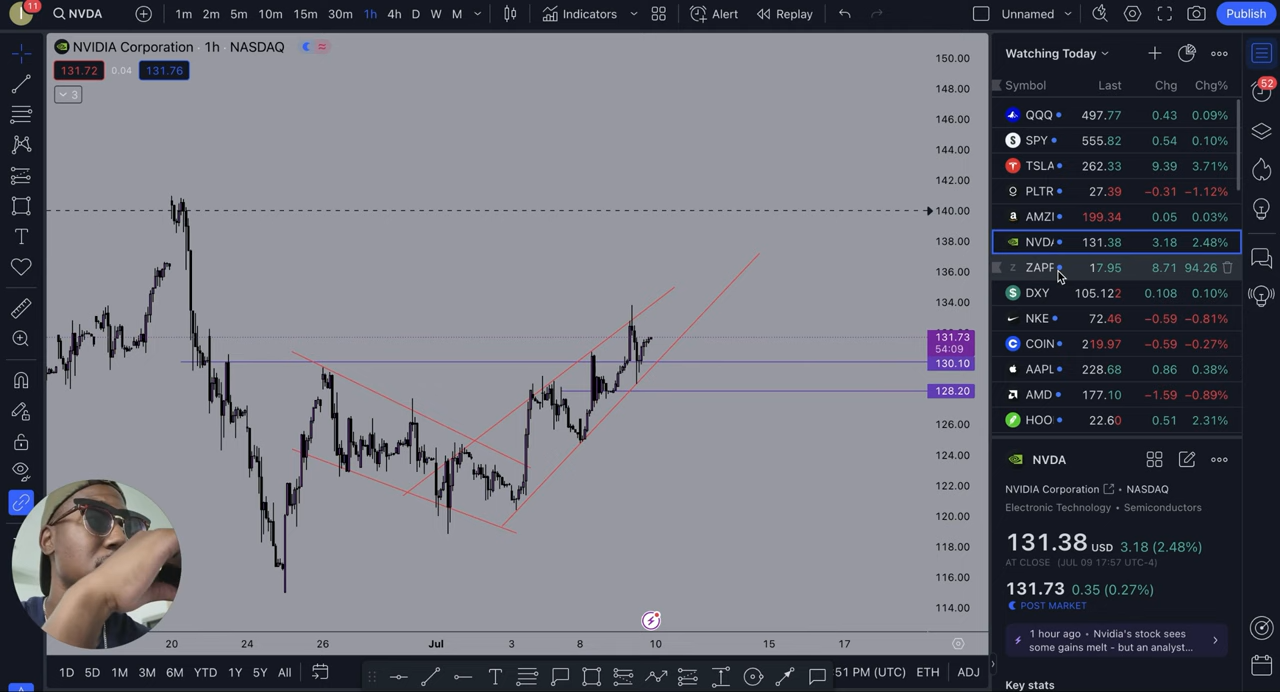 11
NVDA
1m 2m 5m 10m 15m 30m 1h 4h D W M
Indicators
Alert
Replay
Unnamed
Publish
NVIDIA Corporation · 1h · NASDAQ
131.72 0.04 131.76
3
150.00
148.00
146.00
144.00
142.00
140.00
138.00
136.00
134.00
131.73
54:09
130.10
128.20
126.00
124.00
122.00
120.00
118.00
116.00
114.00
20 24 26 Jul 3 8 10 15 17
1D 5D 1M 3M 6M YTD 1Y 5Y All
51 PM (UTC) ETH ADJ
Watching Today
52
Symbol Last Chg Chg%
QQQ 497.77 0.43 0.09%
S SPY 555.82 0.54 0.10%
TSLA 262.33 9.39 3.71%
PLTR 27.39 −0.31 −1.12%
a AMZI 199.34 0.05 0.03%
NVDA 131.38 3.18 2.48%
Z ZAPP 17.95 8.71 94.26
$ DXY 105.122 0.108 0.10%
NKE 72.46 −0.59 −0.81%
COIN 219.97 −0.59 −0.27%
AAPL 228.68 0.86 0.38%
AMD 177.10 −1.59 −0.89%
HOO 22.60 0.51 2.31%
NVDA
NVIDIA Corporation • NASDAQ
Electronic Technology • Semiconductors
131.38 USD 3.18 (2.48%)
AT CLOSE (JUL 09 17:57 UTC-4)
131.73 0.35 (0.27%)
POST MARKET
1 hour ago • Nvidia's stock sees
some gains melt - but an analyst...
Key stats